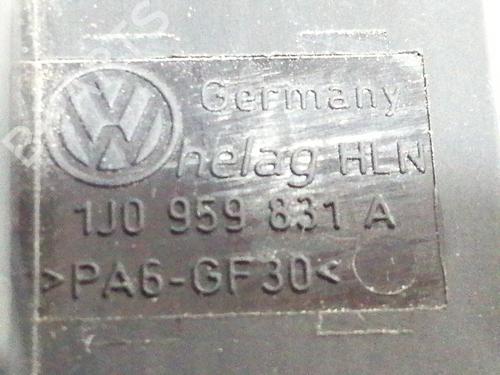 Germany
helag HLN
1J0 959 831 A
>PA6-GF30<